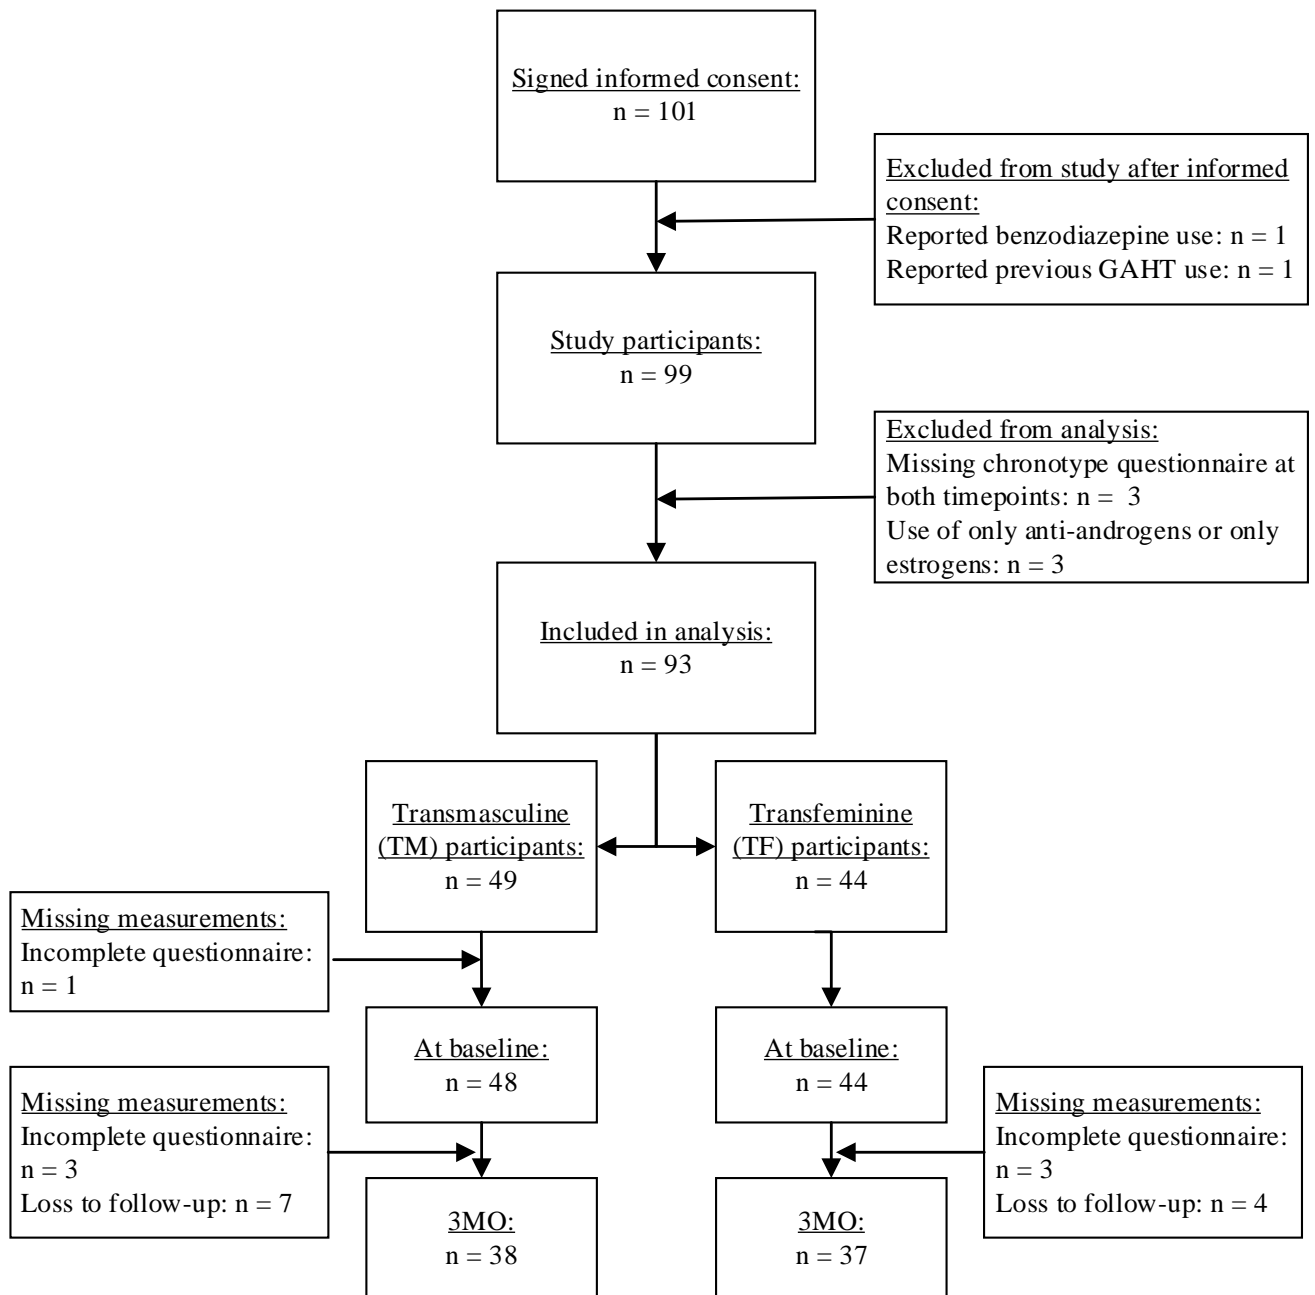 Signed informed consent:
n = 101
Excluded from study after informed
consent:
Reported benzodiazepine use: n = 1
Reported previous GAHT use: n = 1
Study participants:
n = 99
Excluded from analysis:
Missing chronotype questionnaire at
both timepoints: n = 3
Use of only anti-androgens or only
estrogens: n = 3
Included in analysis:
n = 93
Transmasculine
(TM) participants:
n = 49
Transfeminine
(TF) participants:
n = 44
Missing measurements:
Incomplete questionnaire:
n = 1
At baseline:
n = 48
At baseline:
n = 44
Missing measurements:
Incomplete questionnaire:
n = 3
Loss to follow-up: n = 7
Missing measurements:
Incomplete questionnaire:
n = 3
Loss to follow-up: n = 4
3MO:
n = 38
3MO:
n = 37